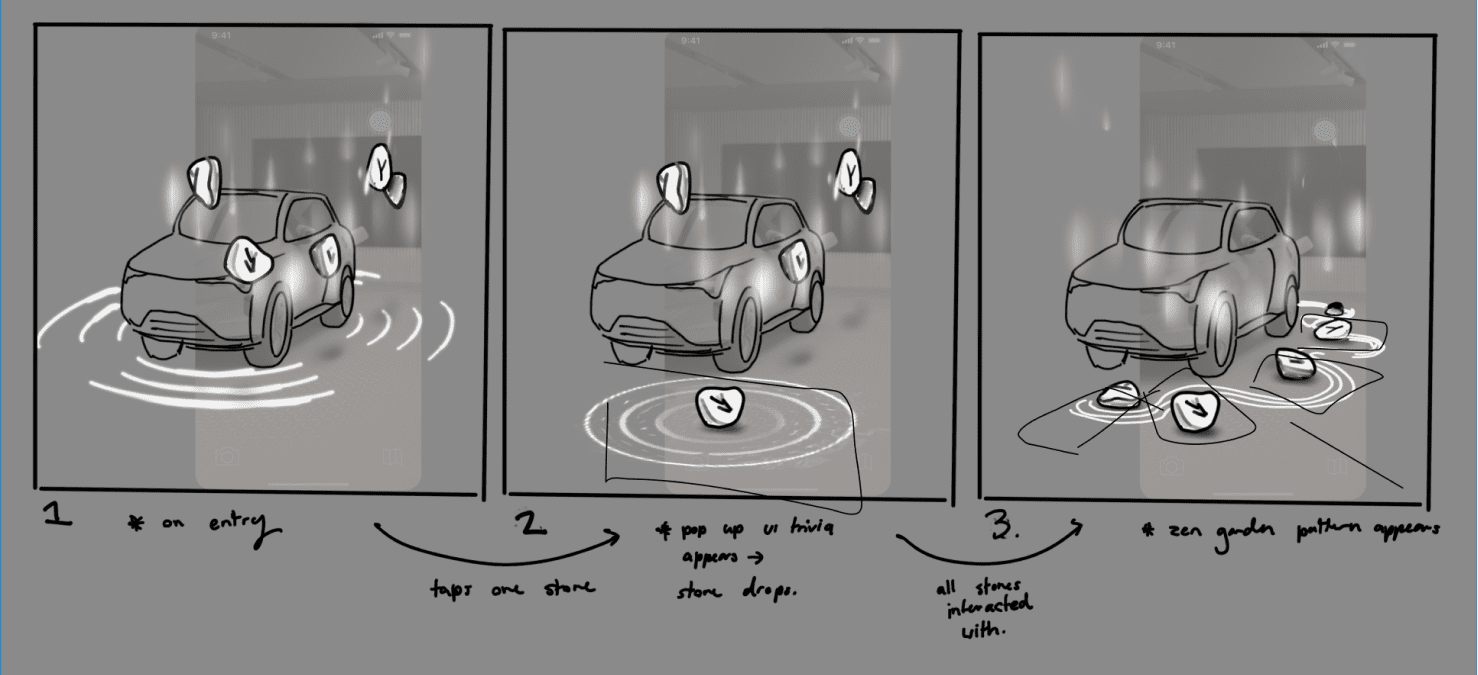 9:41
9:41
9:41
Y
Y
1
* on entry
taps one stone
2.
* pop up ui trivia
appears →
stone drops.
all stones
interacted
with.
3.
* zen garden pattern appears